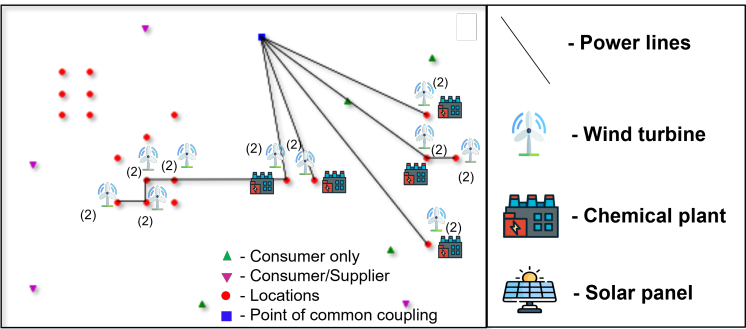 (2)
(2)
(2)
(2)
(2)
(2)
(2)
(2)
(2)
(2)
- Consumer only
- Consumer/Supplier
- Locations
- Point of common coupling
- Power lines
- Wind turbine
- Chemical plant
- Solar panel